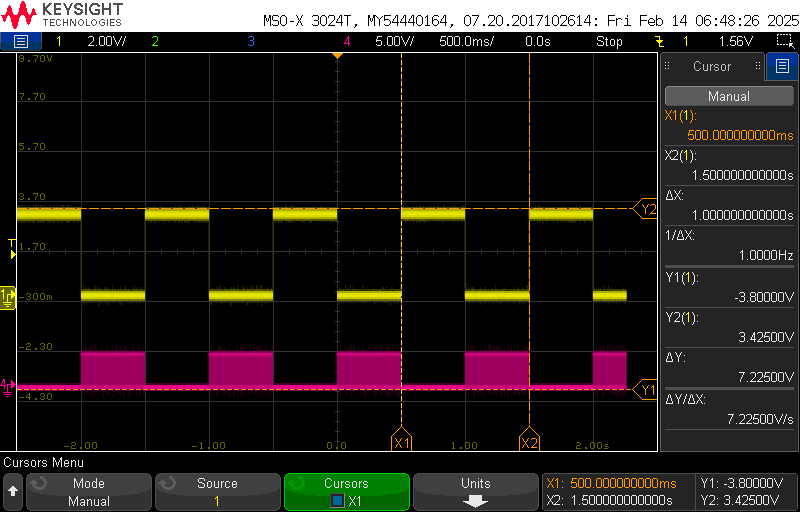 KEYSIGHT
TECHNOLOGIES
MSO-X 3024T, MY54440164, 07.20.2017102614: Fri Feb 14 06:48:26 2025
1 2.00V/ 2 3 4 5.00V/ 500.0ms/ 0.0s Stop 1 1.56V
9.70V
7.70
5.70
3.70
1.70
-300m
-2.30
-4.30
-2.00 -1.00 0.0 1.00 2.00s
T
1
4
Y2
Y1
X1
X2
Cursor
Manual
X1(1):
500.000000000ms
X2(1):
1.500000000000s
ΔX:
1.000000000000s
1/ΔX:
1.0000Hz
Y1(1):
-3.80000V
Y2(1):
3.42500V
ΔY:
7.22500V
ΔY/ΔX:
7.22500V/s
Cursors Menu
Mode
Manual
Source
1
Cursors
X1
Units
X1: 500.000000000ms
X2: 1.500000000000s
Y1: -3.80000V
Y2: 3.42500V